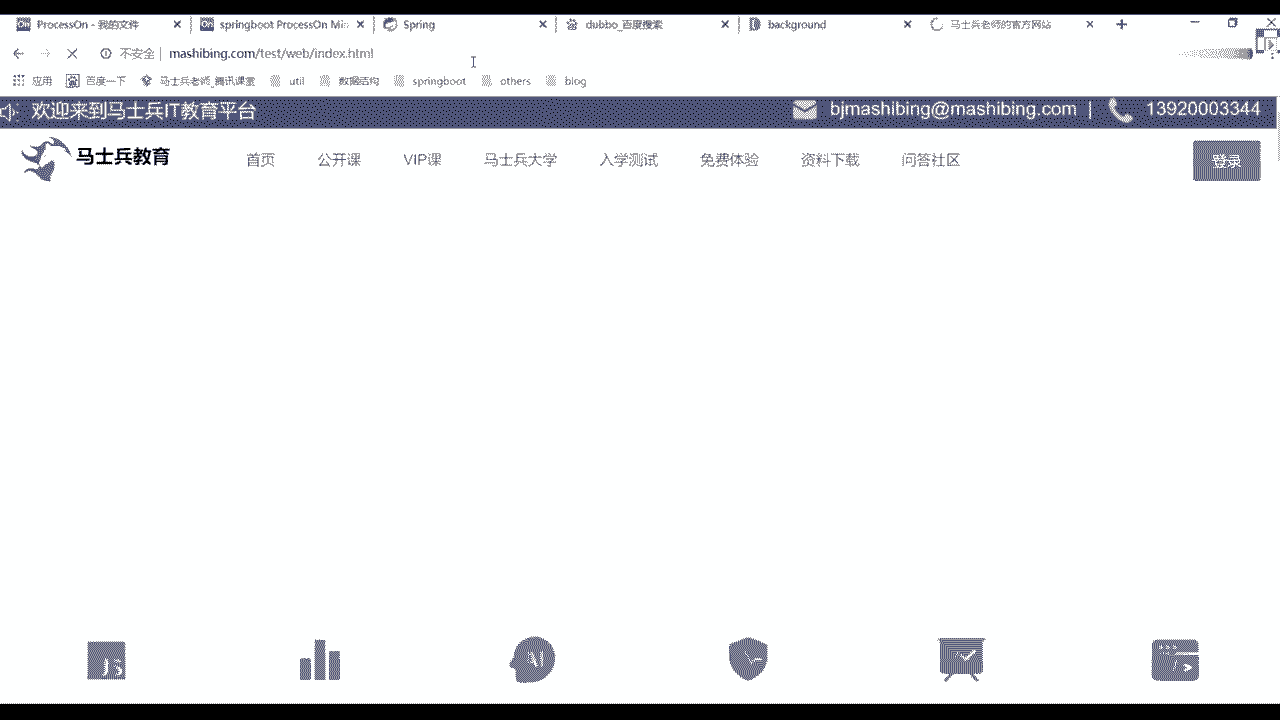 ProcessOn - 我的文件
springboot ProcessOn Mi
Spring
dubbo_百度搜索
background
马士兵老师的官方网站
不安全 | mashibing.com/test/web/index.html
应用 百度一下 马士兵老师_腾讯课堂 util 数据结构 springboot others blog
欢迎来到马士兵IT教育平台 bjmashibing@mashibing.com | 13920003344
马士兵教育 首页 公开课 VIP课 马士兵大学 入学测试 免费体验 资料下载 问答社区 登录
JS AI